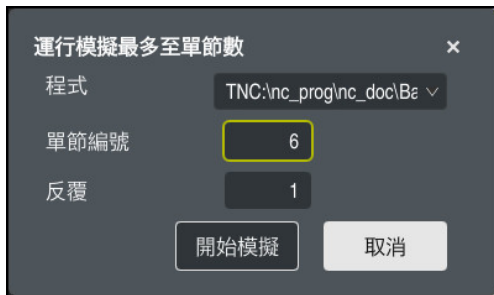 運行模擬最多至單節數 ×
程式 TNC:\nc_prog\nc_doc\Ba
單節編號 6
反覆 1
開始模擬 取消